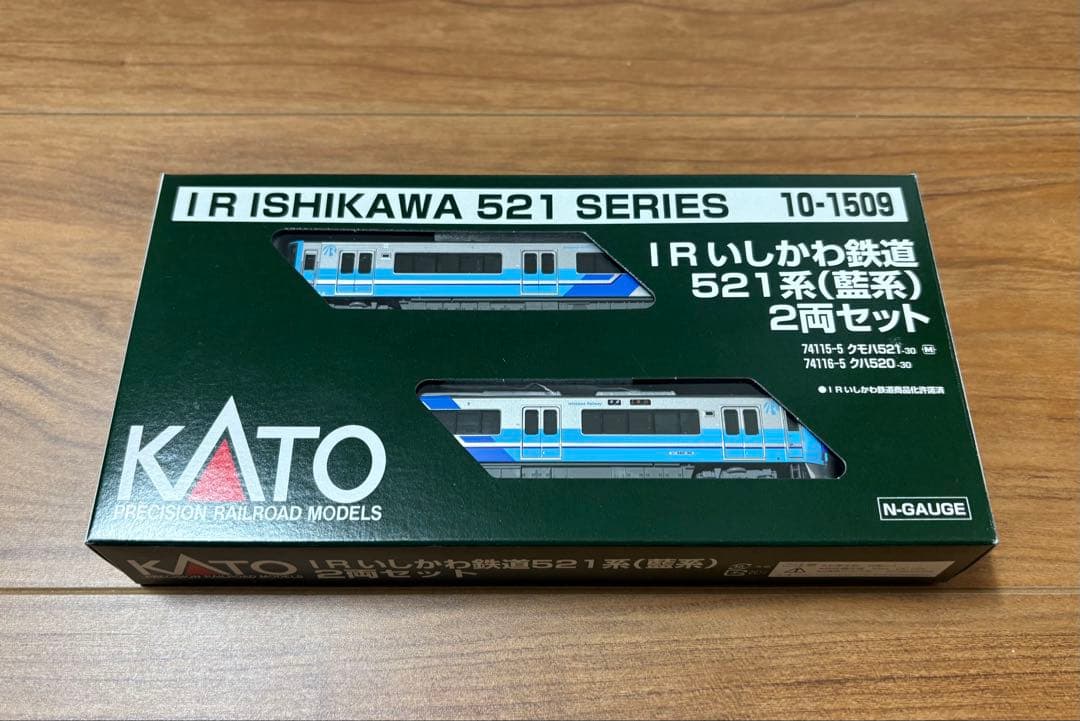 IR ISHIKAWA 521 SERIES 10-1509
IRいしかわ鉄道
521系(藍系)
2両セット
74115-5 クモハ521-30 M
74116-5 クハ520-30
●IRいしかわ鉄道商品化許諾済
KATO
PRECISION RAILROAD MODELS
N-GAUGE
KATO
PRECISION RAILROAD MODELS
IRいしかわ鉄道521系(藍系)
2両セット